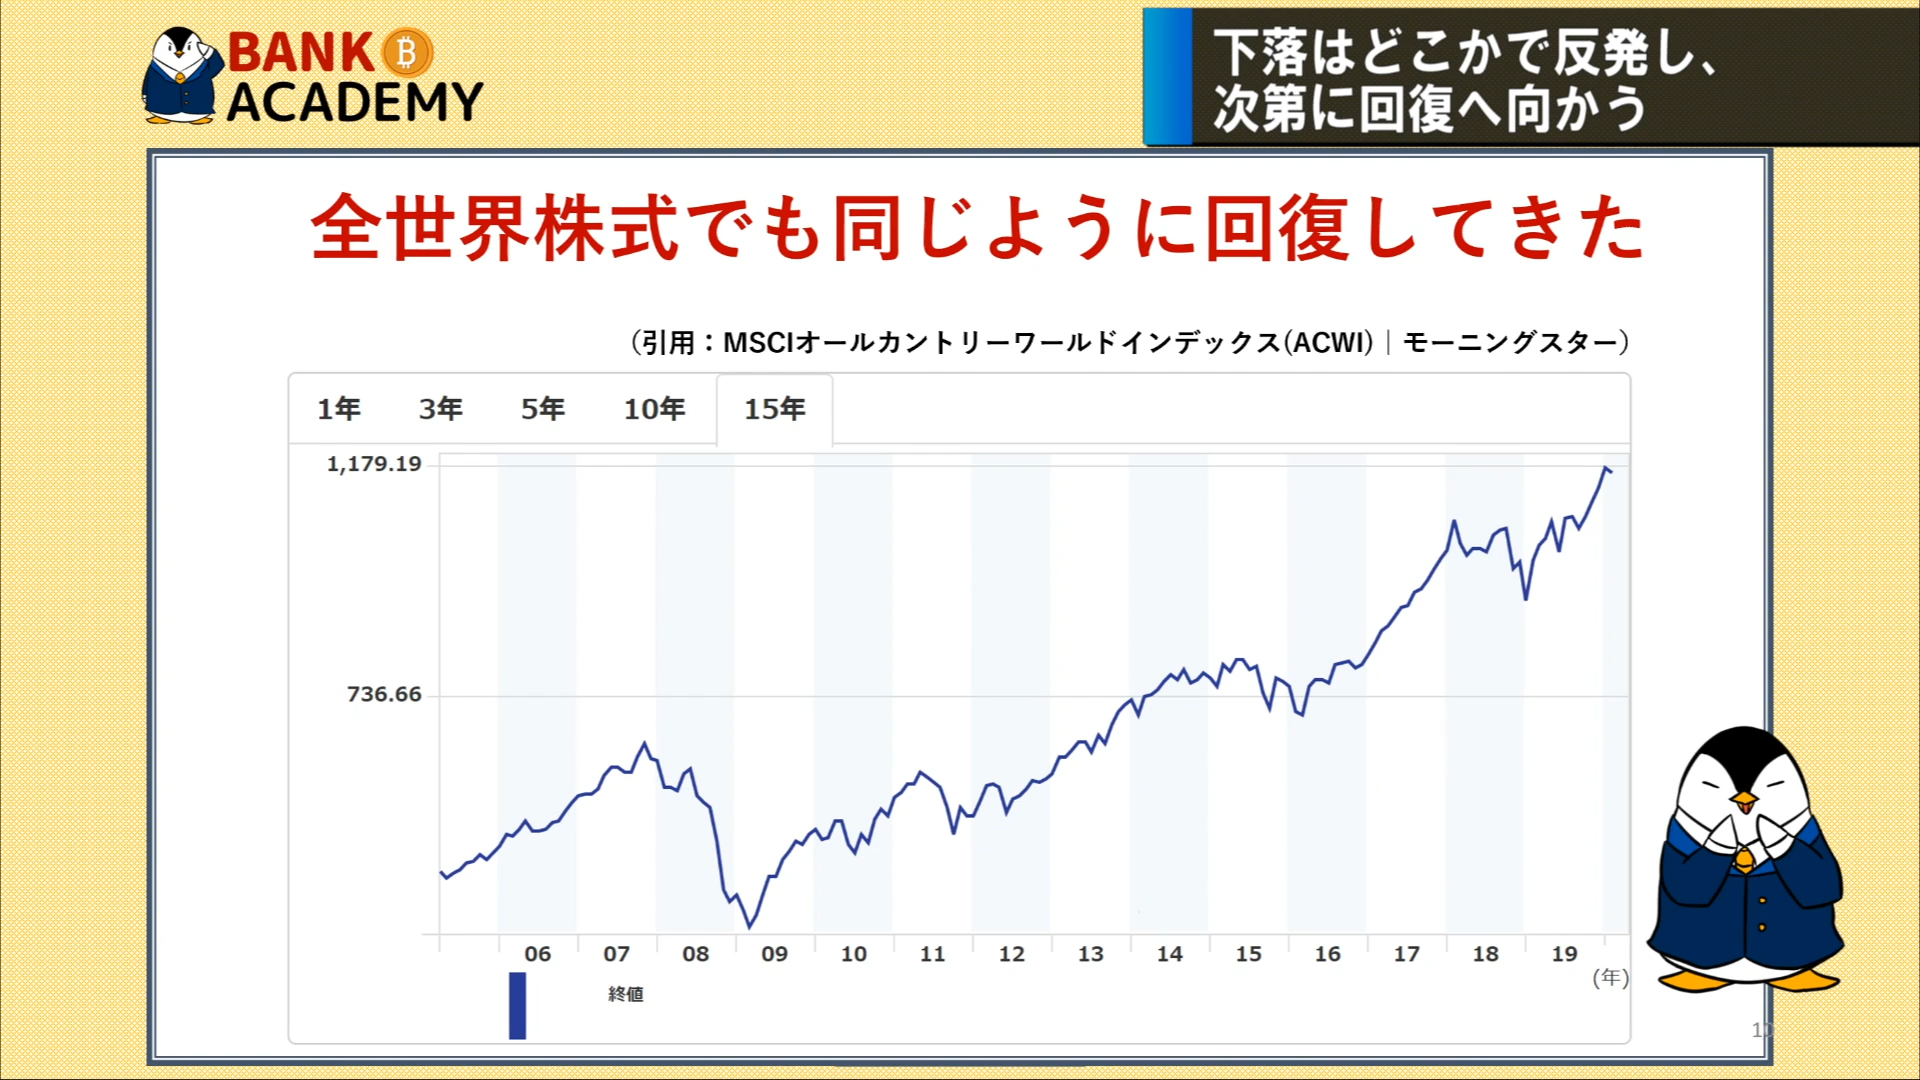 BANK
ACADEMY
下落はどこかで反発し、
次第に回復へ向かう
全世界株式でも同じように回復してきた
（引用：MSCIオールカントリーワールドインデックス(ACWI)｜モーニングスター）
1年 3年 5年 10年 15年
1,179.19
736.66
06 07 08 09 10 11 12 13 14 15 16 17 18 19
(年)
終値